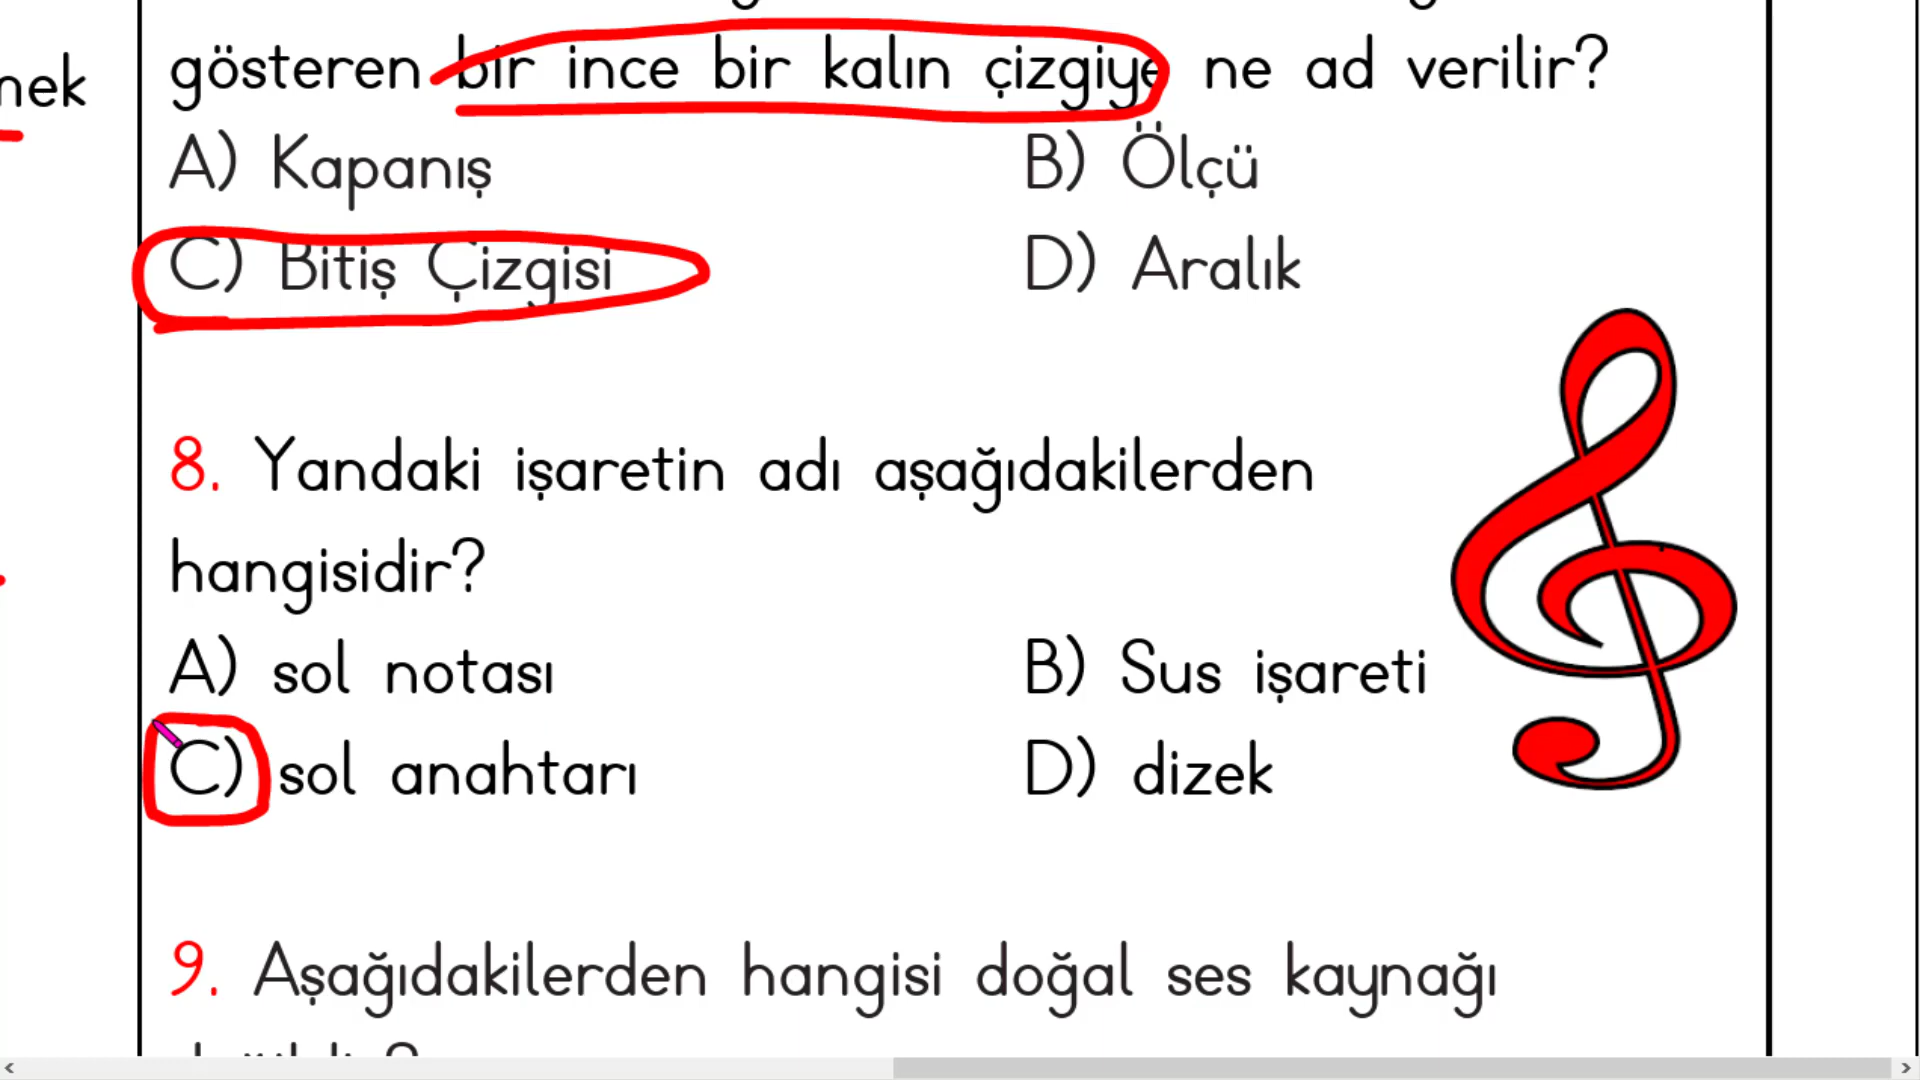 nek
gösteren bir ince bir kalın çizgiye ne ad verilir?
A) Kapanış B) Ölçü
C) Bitiş Çizgisi D) Aralık
8. Yandaki işaretin adı aşağıdakilerden
hangisidir?
A) sol notası B) Sus işareti
C) sol anahtarı D) dizek
9. Aşağıdakilerden hangisi doğal ses kaynağı